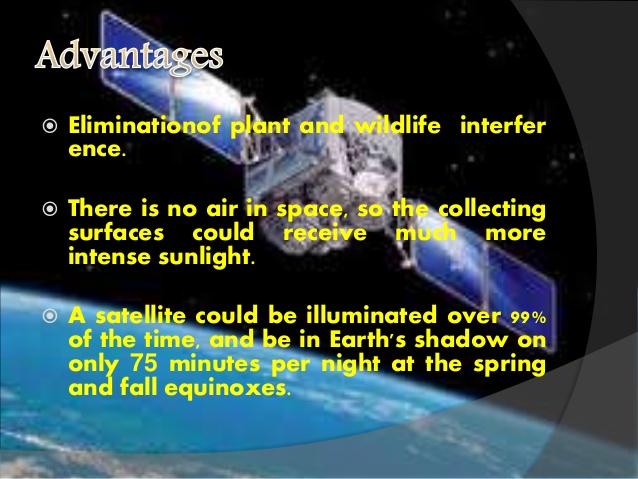 Advantages
Eliminationof plant and wildlife interfer
ence.
There is no air in space, so the collecting
surfaces could receive much more
intense sunlight.
A satellite could be illuminated over 99%
of the time, and be in Earth's shadow on
only 75 minutes per night at the spring
and fall equinoxes.